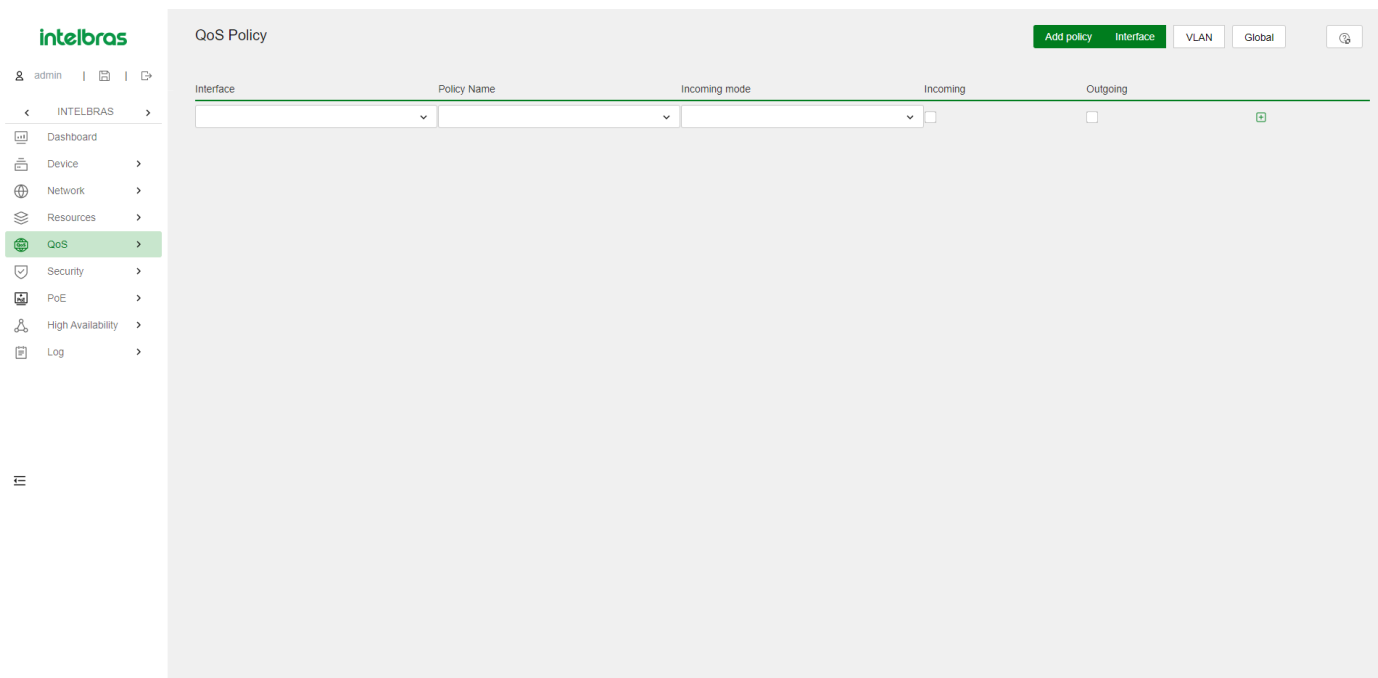 intelbras
QoS Policy
Add policy
Interface
VLAN
Global
admin
INTELBRAS
Interface
Policy Name
Incoming mode
Incoming
Outgoing
Dashboard
Device
Network
Resources
QoS
Security
PoE
High Availability
Log